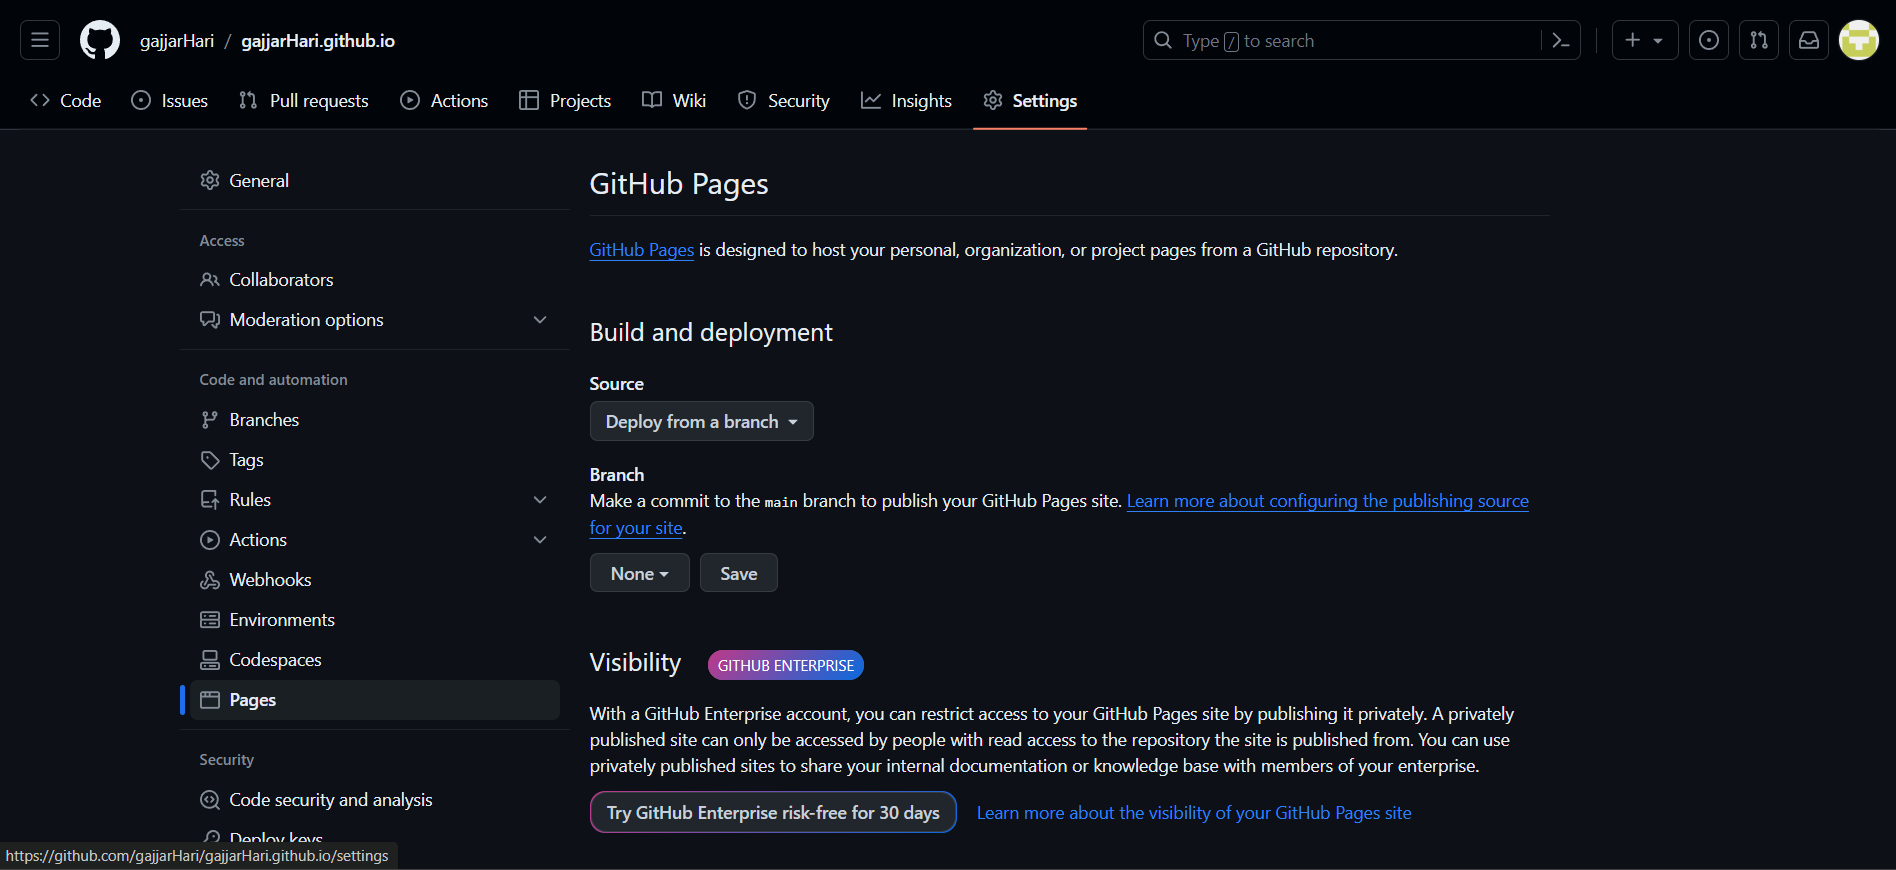 gajjarHari / gajjarHari.github.io
Type / to search
Code Issues Pull requests Actions Projects Wiki Security Insights Settings
General
Access
Collaborators
Moderation options
Code and automation
Branches
Tags
Rules
Actions
Webhooks
Environments
Codespaces
Pages
Security
Code security and analysis
Deploy keys
https://github.com/gajjarHari/gajjarHari.github.io/settings
GitHub Pages
GitHub Pages is designed to host your personal, organization, or project pages from a GitHub repository.
Build and deployment
Source
Deploy from a branch
Branch
Make a commit to the main branch to publish your GitHub Pages site. Learn more about configuring the publishing source
for your site.
None Save
Visibility GITHUB ENTERPRISE
With a GitHub Enterprise account, you can restrict access to your GitHub Pages site by publishing it privately. A privately
published site can only be accessed by people with read access to the repository the site is published from. You can use
privately published sites to share your internal documentation or knowledge base with members of your enterprise.
Try GitHub Enterprise risk-free for 30 days Learn more about the visibility of your GitHub Pages site